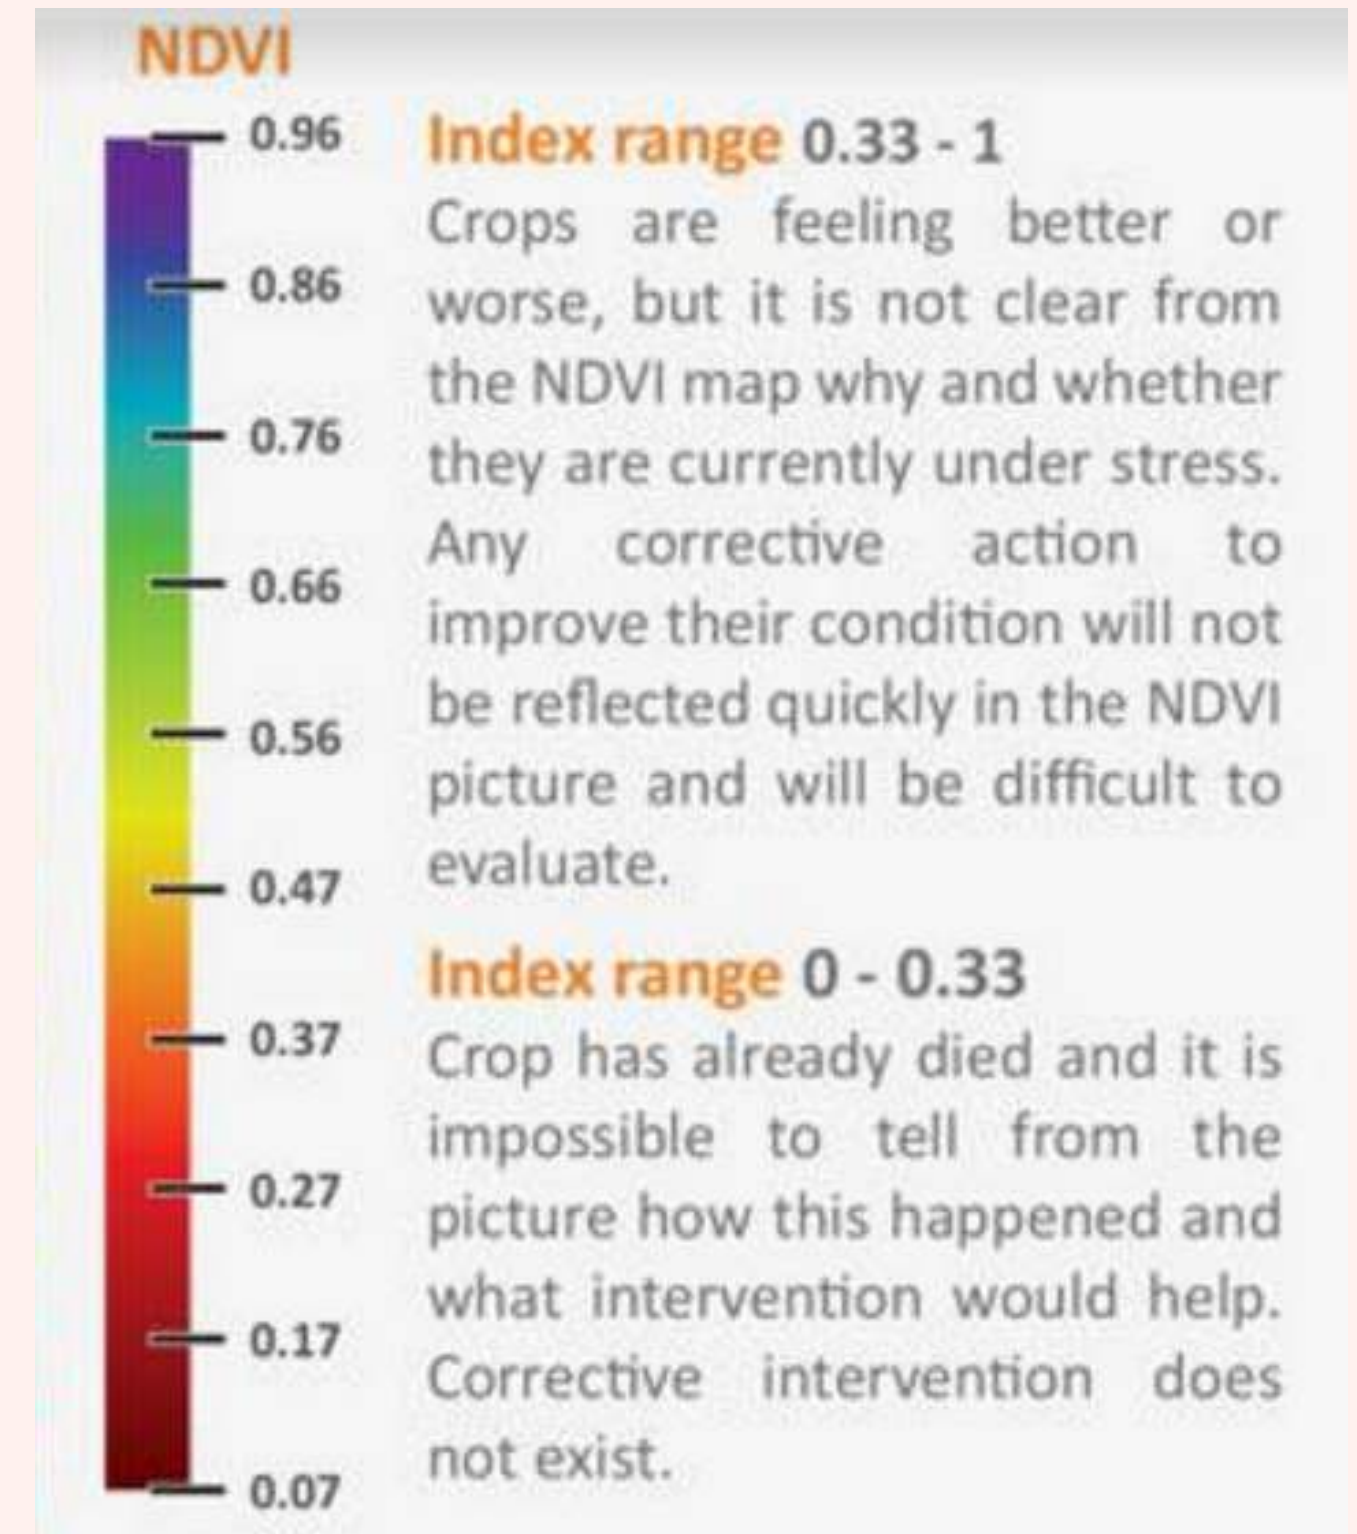 NDVI
0.96
0.86
0.76
0.66
0.56
0.47
0.37
0.27
0.17
0.07
Index range 0.33 - 1
Crops are feeling better or
worse, but it is not clear from
the NDVI map why and whether
they are currently under stress.
Any corrective action to
improve their condition will not
be reflected quickly in the NDVI
picture and will be difficult to
evaluate.
Index range 0 - 0.33
Crop has already died and it is
impossible to tell from the
picture how this happened and
what intervention would help.
Corrective intervention does
not exist.